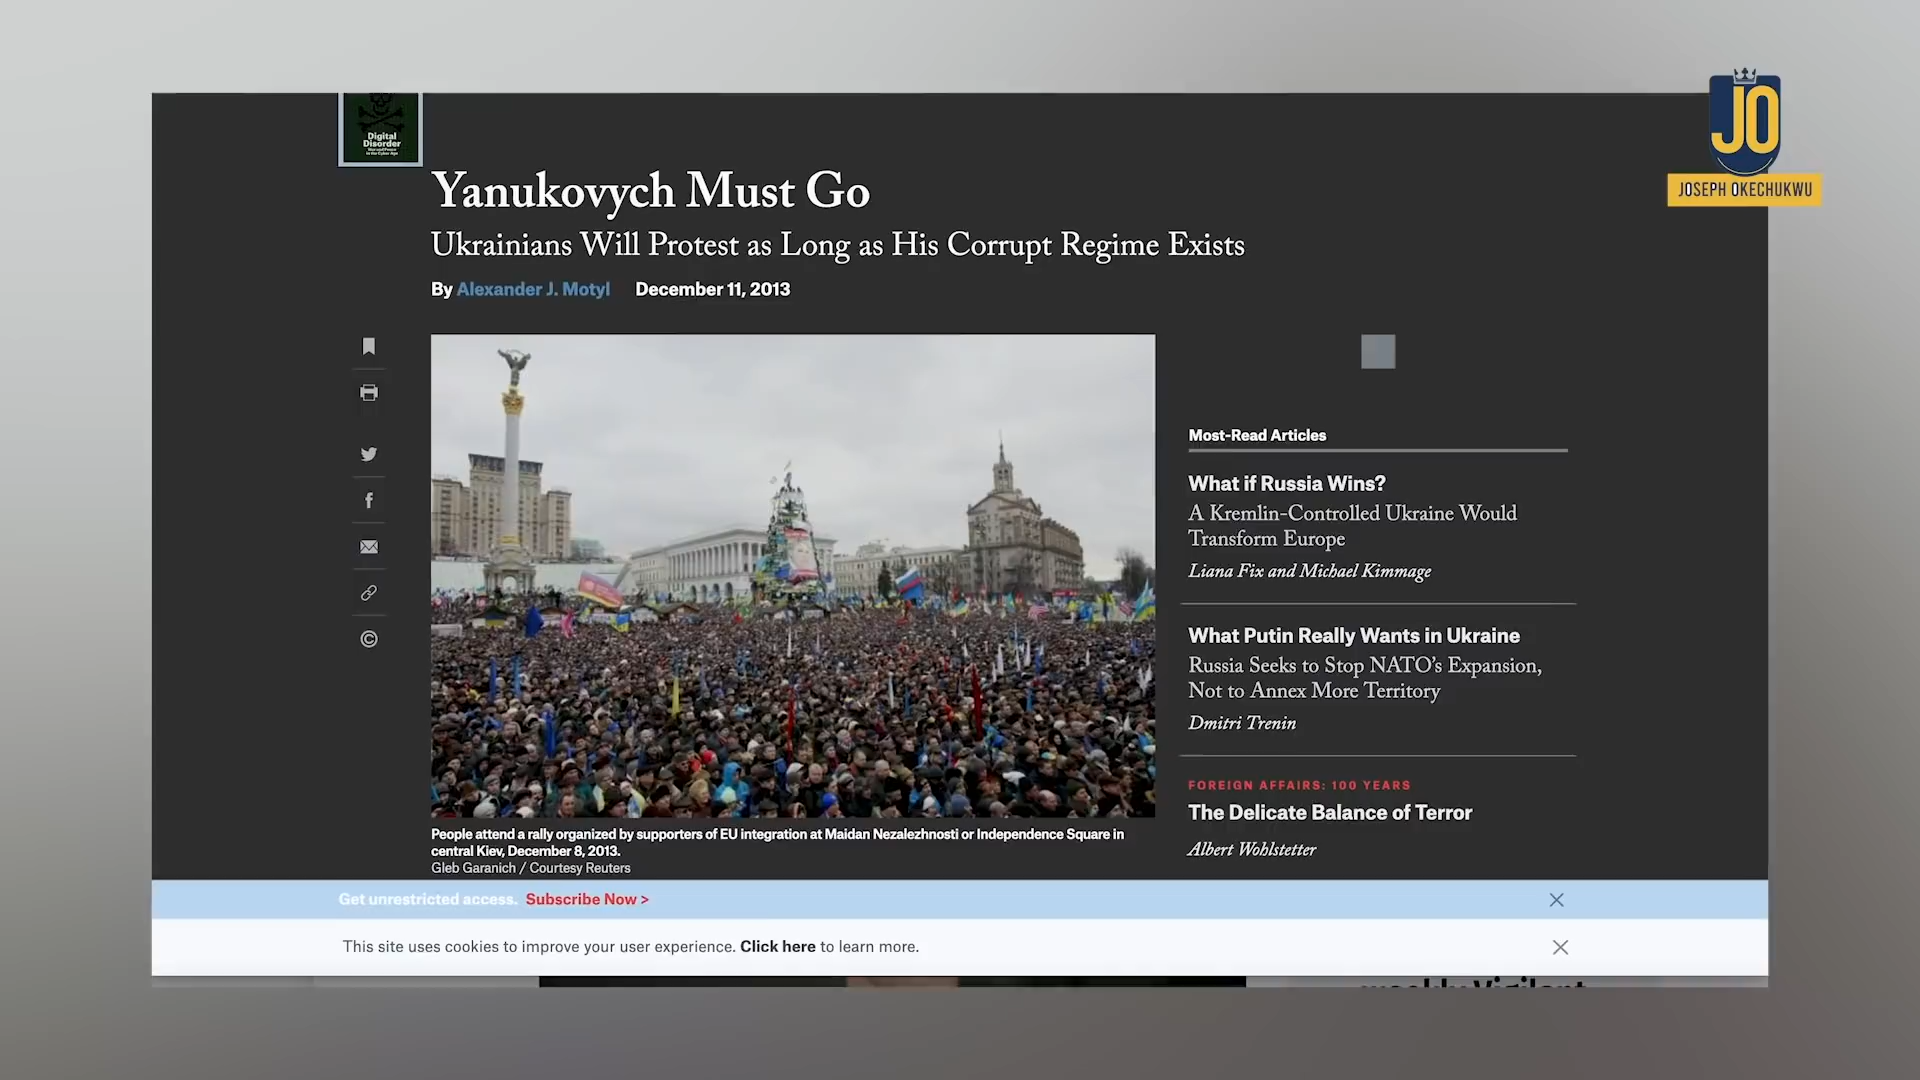 JO
JOSEPH OKECHUKWU
Digital
Disorder
Yanukovych Must Go
Ukrainians Will Protest as Long as His Corrupt Regime Exists
By Alexander J. Motyl December 11, 2013
Most-Read Articles
What if Russia Wins?
A Kremlin-Controlled Ukraine Would
Transform Europe
Liana Fix and Michael Kimmage
What Putin Really Wants in Ukraine
Russia Seeks to Stop NATO’s Expansion,
Not to Annex More Territory
Dmitri Trenin
FOREIGN AFFAIRS: 100 YEARS
The Delicate Balance of Terror
Albert Wohlstetter
People attend a rally organized by supporters of EU integration at Maidan Nezalezhnosti or Independence Square in
central Kiev, December 8, 2013.
Gleb Garanich / Courtesy Reuters
Get unrestricted access. Subscribe Now >
This site uses cookies to improve your user experience. Click here to learn more.